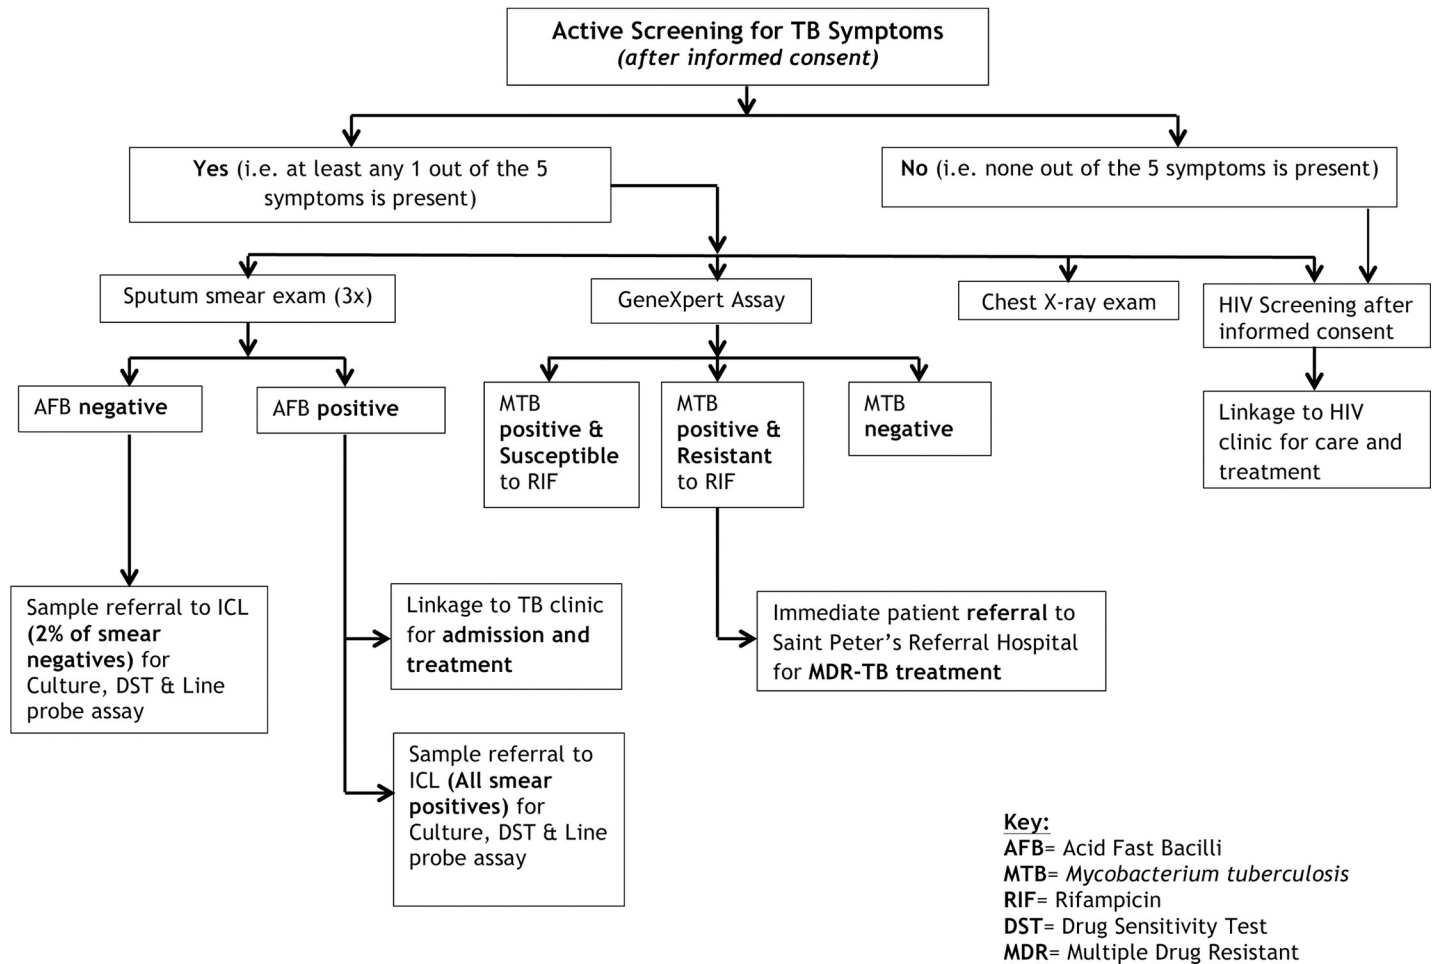 Active Screening for TB Symptoms
(after informed consent)
Yes (i.e. at least any 1 out of the 5
symptoms is present)
No (i.e. none out of the 5 symptoms is present)
Sputum smear exam (3x)
GeneXpert Assay
Chest X-ray exam
HIV Screening after
informed consent
AFB negative
AFB positive
MTB
positive &
Susceptible
to RIF
MTB
positive &
Resistant
to RIF
MTB
negative
Linkage to HIV
clinic for care and
treatment
Sample referral to ICL
(2% of smear
negatives) for
Culture, DST & Line
probe assay
Linkage to TB clinic
for admission and
treatment
Immediate patient referral to
Saint Peter’s Referral Hospital
for MDR-TB treatment
Sample referral to
ICL (All smear
positives) for
Culture, DST & Line
probe assay
Key:
AFB= Acid Fast Bacilli
MTB= Mycobacterium tuberculosis
RIF= Rifampicin
DST= Drug Sensitivity Test
MDR= Multiple Drug Resistant